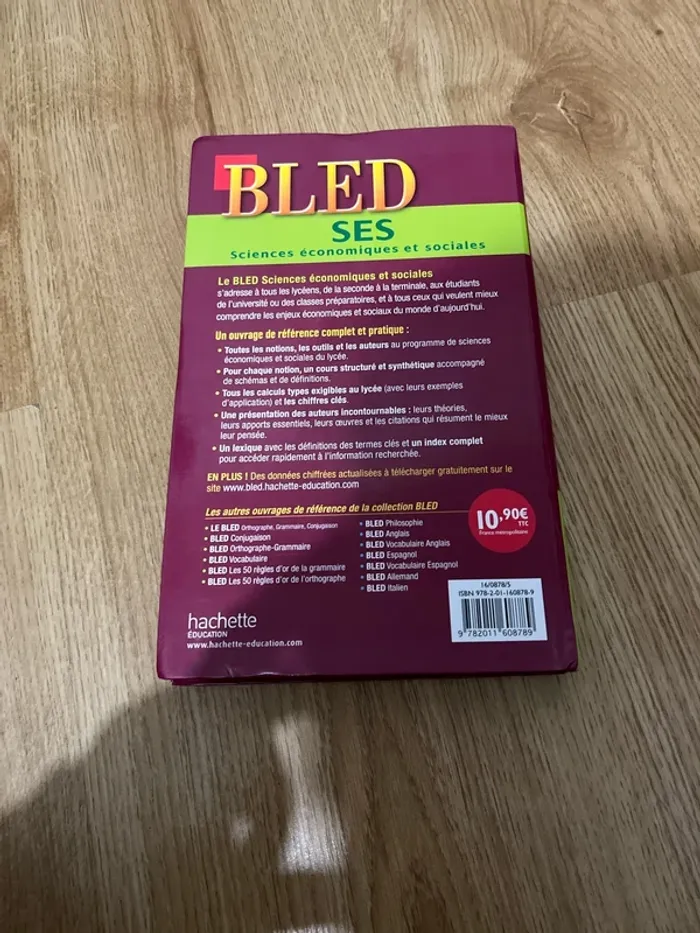 BLED
SES
Sciences économiques et sociales
Le BLED Sciences économiques et sociales
s'adresse à tous les lycéens, de la seconde à la terminale, aux étudiants
de l'université ou des classes préparatoires, et à tous ceux qui veulent mieux
comprendre les enjeux économiques et sociaux du monde d'aujourd'hui.
Un ouvrage de référence complet et pratique :
• Toutes les notions, les outils et les auteurs au programme de sciences
économiques et sociales du lycée.
• Pour chaque notion, un cours structuré et synthétique accompagné
de schémas et de définitions.
• Tous les calculs types exigibles au lycée (avec leurs exemples
d'application) et les chiffres clés.
• Une présentation des auteurs incontournables : leurs théories,
leurs apports essentiels, leurs œuvres et les citations qui résument le mieux
leur pensée.
• Un lexique avec les définitions des termes clés et un index complet
pour accéder rapidement à l'information recherchée.
EN PLUS ! Des données chiffrées actualisées à télécharger gratuitement sur le
site www.bled.hachette-education.com
Les autres ouvrages de référence de la collection BLED
• LE BLED Orthographe, Grammaire, Conjugaison
• BLED Conjugaison
• BLED Orthographe-Grammaire
• BLED Vocabulaire
• BLED Les 50 règles d'or de la grammaire
• BLED Les 50 règles d'or de l'orthographe
• BLED Philosophie
• BLED Anglais
• BLED Vocabulaire Anglais
• BLED Espagnol
• BLED Vocabulaire Espagnol
• BLED Allemand
• BLED Italien
10,90€
TTC
France métropolitaine
16/0878/5
ISBN 978-2-01-160878-9
9 782011 608789
hachette
ÉDUCATION
www.hachette-education.com